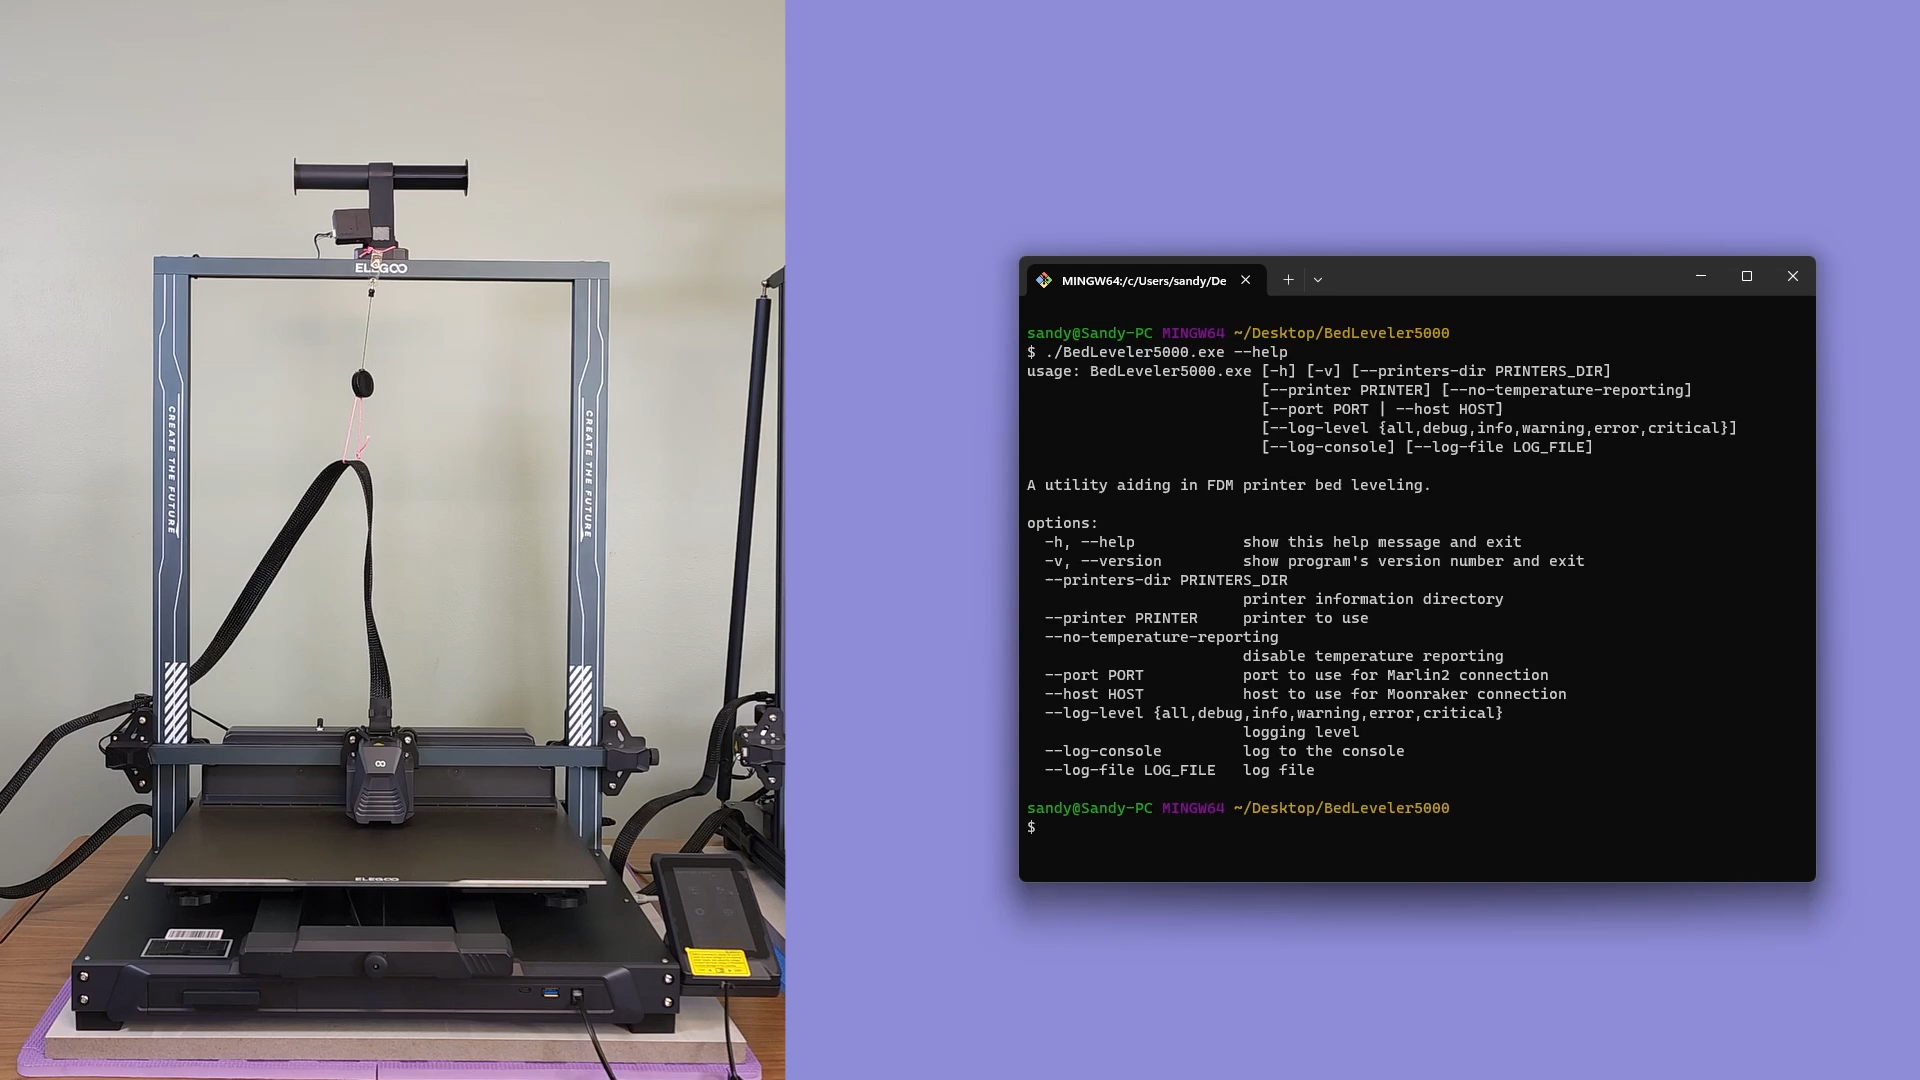 ELEGOO
CREATE THE FUTURE
CREATE THE FUTURE
ELEGOO
MINGW64:/c/Users/sandy/De
sandy@Sandy-PC MINGW64 ~/Desktop/BedLeveler5000
$ ./BedLeveler5000.exe --help
usage: BedLeveler5000.exe [-h] [-v] [--printers-dir PRINTERS_DIR]
[--printer PRINTER] [--no-temperature-reporting]
[--port PORT | --host HOST]
[--log-level {all,debug,info,warning,error,critical}]
[--log-console] [--log-file LOG_FILE]
A utility aiding in FDM printer bed leveling.
options:
-h, --help show this help message and exit
-v, --version show program's version number and exit
--printers-dir PRINTERS_DIR
printer information directory
--printer PRINTER printer to use
--no-temperature-reporting
disable temperature reporting
--port PORT port to use for Marlin2 connection
--host HOST host to use for Moonraker connection
--log-level {all,debug,info,warning,error,critical}
logging level
--log-console log to the console
--log-file LOG_FILE log file
sandy@Sandy-PC MINGW64 ~/Desktop/BedLeveler5000
$